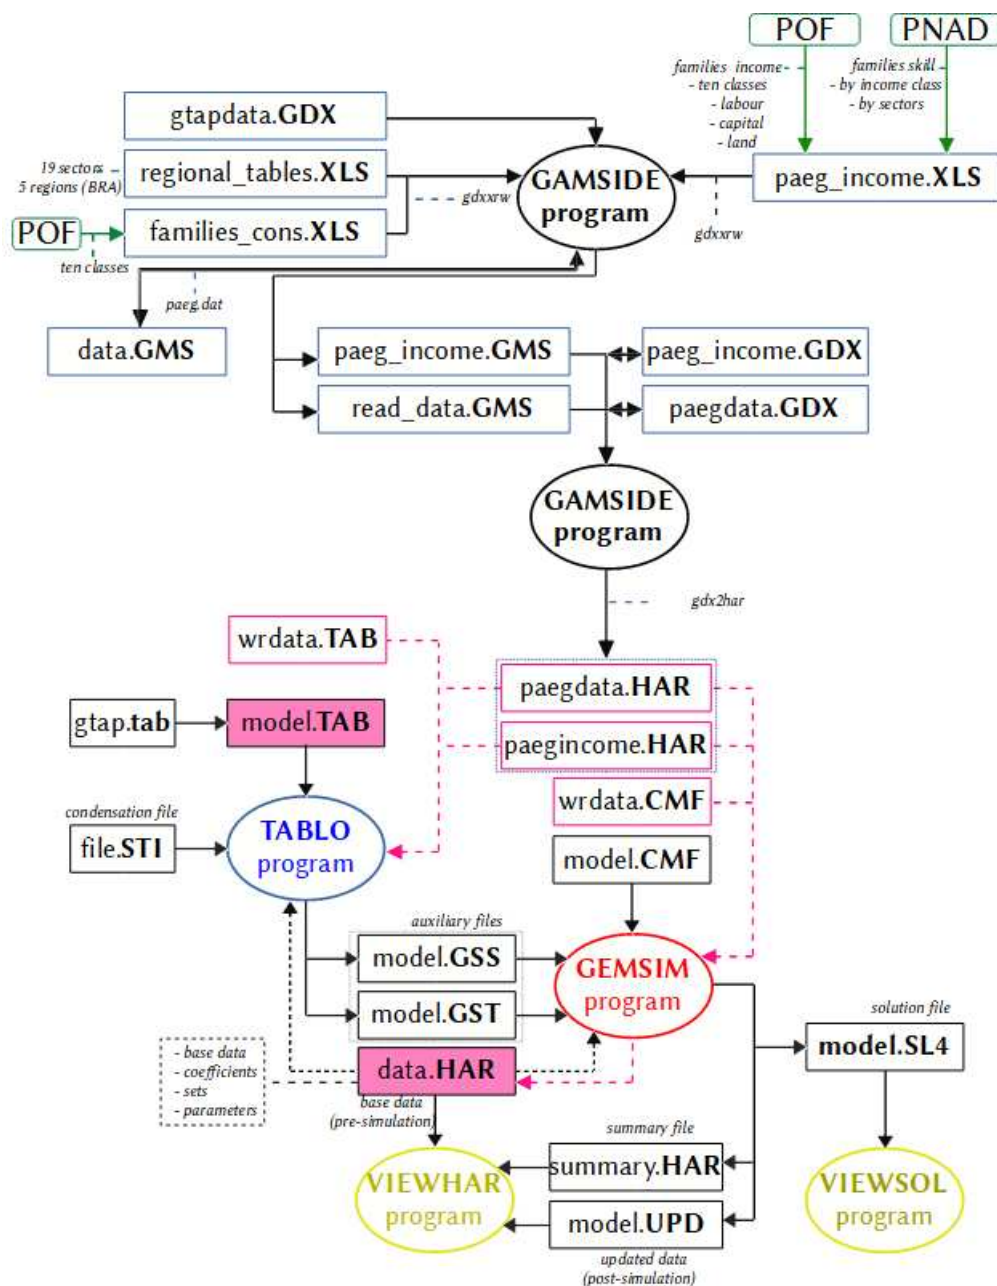 POF
PNAD
families income
- ten classes
- labour
- capital
- land
families skill
- by income class
- by sectors
gtapdata.GDX
19 sectors
5 regions (BRA)
regional_tables.XLS
GAMSIDE
program
paeg_income.XLS
gdxxrw
gdxxrw
POF
families_cons.XLS
ten classes
paeg.dat
data.GMS
paeg_income.GMS
paeg_income.GDX
read_data.GMS
paegdata.GDX
GAMSIDE
program
gdx2har
wrdata.TAB
paegdata.HAR
gtap.tab
model.TAB
paegincome.HAR
wrdata.CMF
condensation file
file.STI
TABLO
program
model.CMF
auxiliary files
model.GSS
GEMSIM
program
model.GST
solution file
model.SL4
- base data
- coefficients
- sets
- parameters
data.HAR
base data
(pre-simulation)
summary file
summary.HAR
VIEWHAR
program
VIEWSOL
program
model.UPD
updated data
(post-simulation)